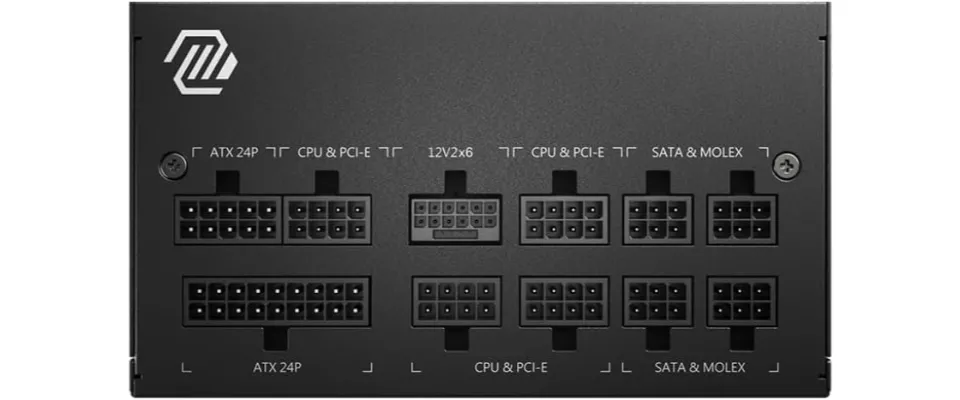 ATX 24P CPU & PCI-E 12V2x6 CPU & PCI-E SATA & MOLEX
ATX 24P CPU & PCI-E SATA & MOLEX